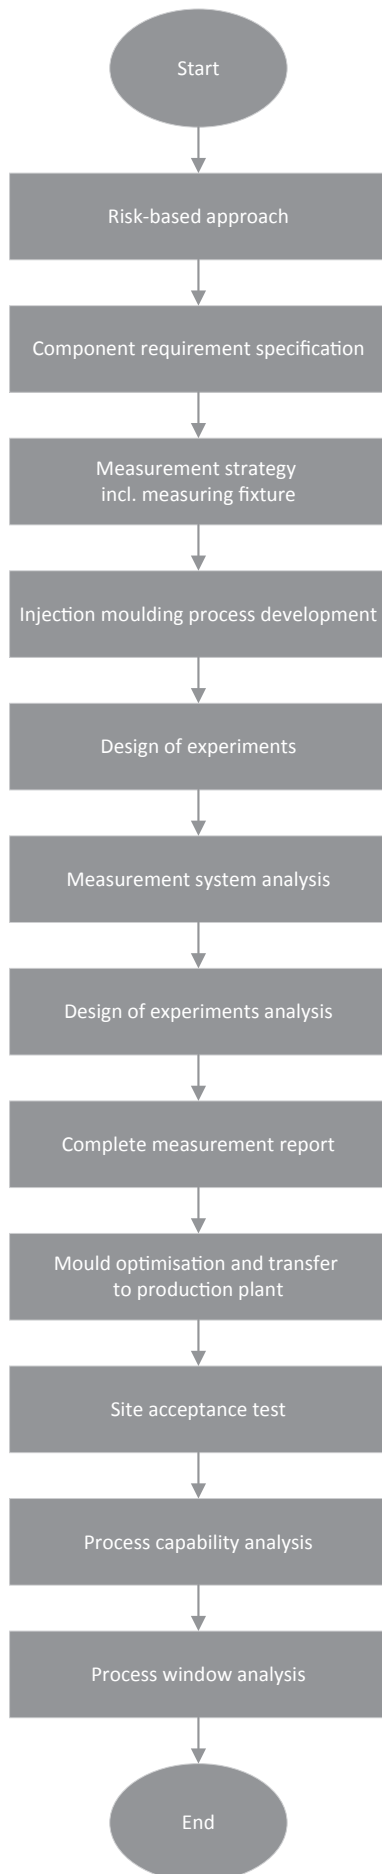 Start
Risk-based approach
Component requirement specification
Measurement strategy
incl. measuring fixture
Injection moulding process development
Design of experiments
Measurement system analysis
Design of experiments analysis
Complete measurement report
Mould optimisation and transfer
to production plant
Site acceptance test
Process capability analysis
Process window analysis
End